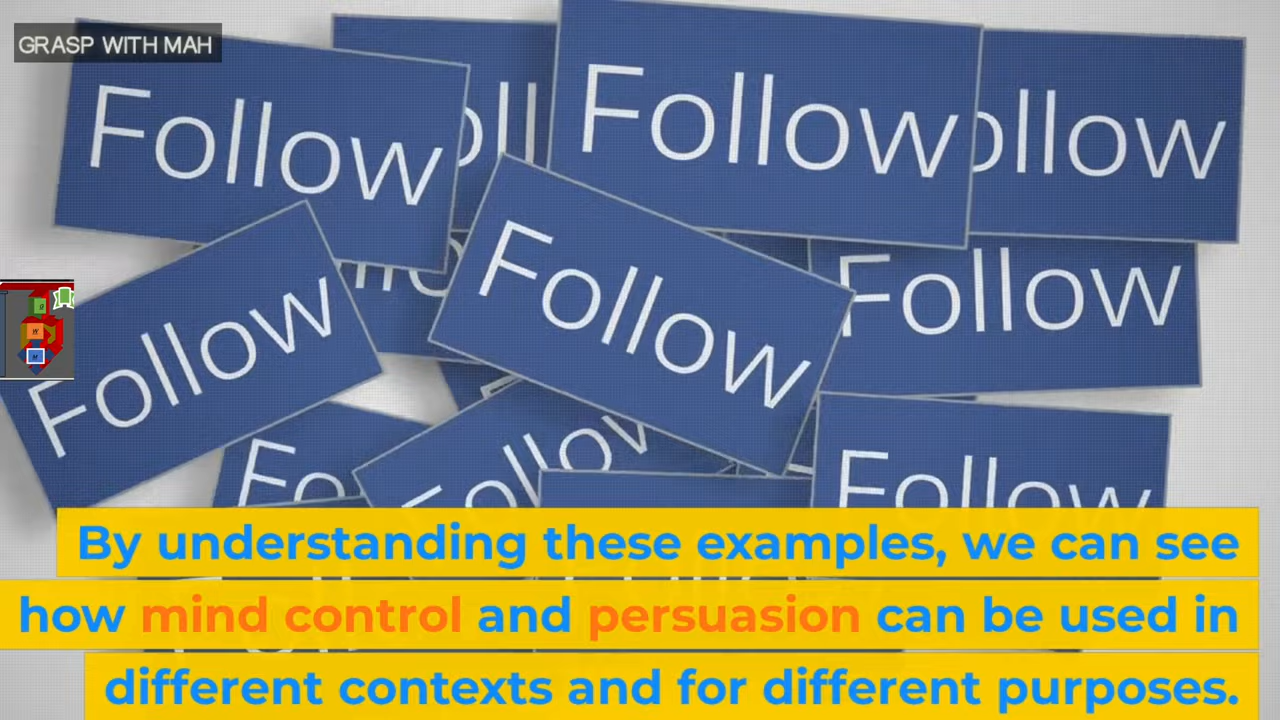 GRASP WITH MAH
Follow
Follow
ollow
Follow
Follow
Follow
Follow
Follow
By understanding these examples, we can see
how mind control and persuasion can be used in
different contexts and for different purposes.